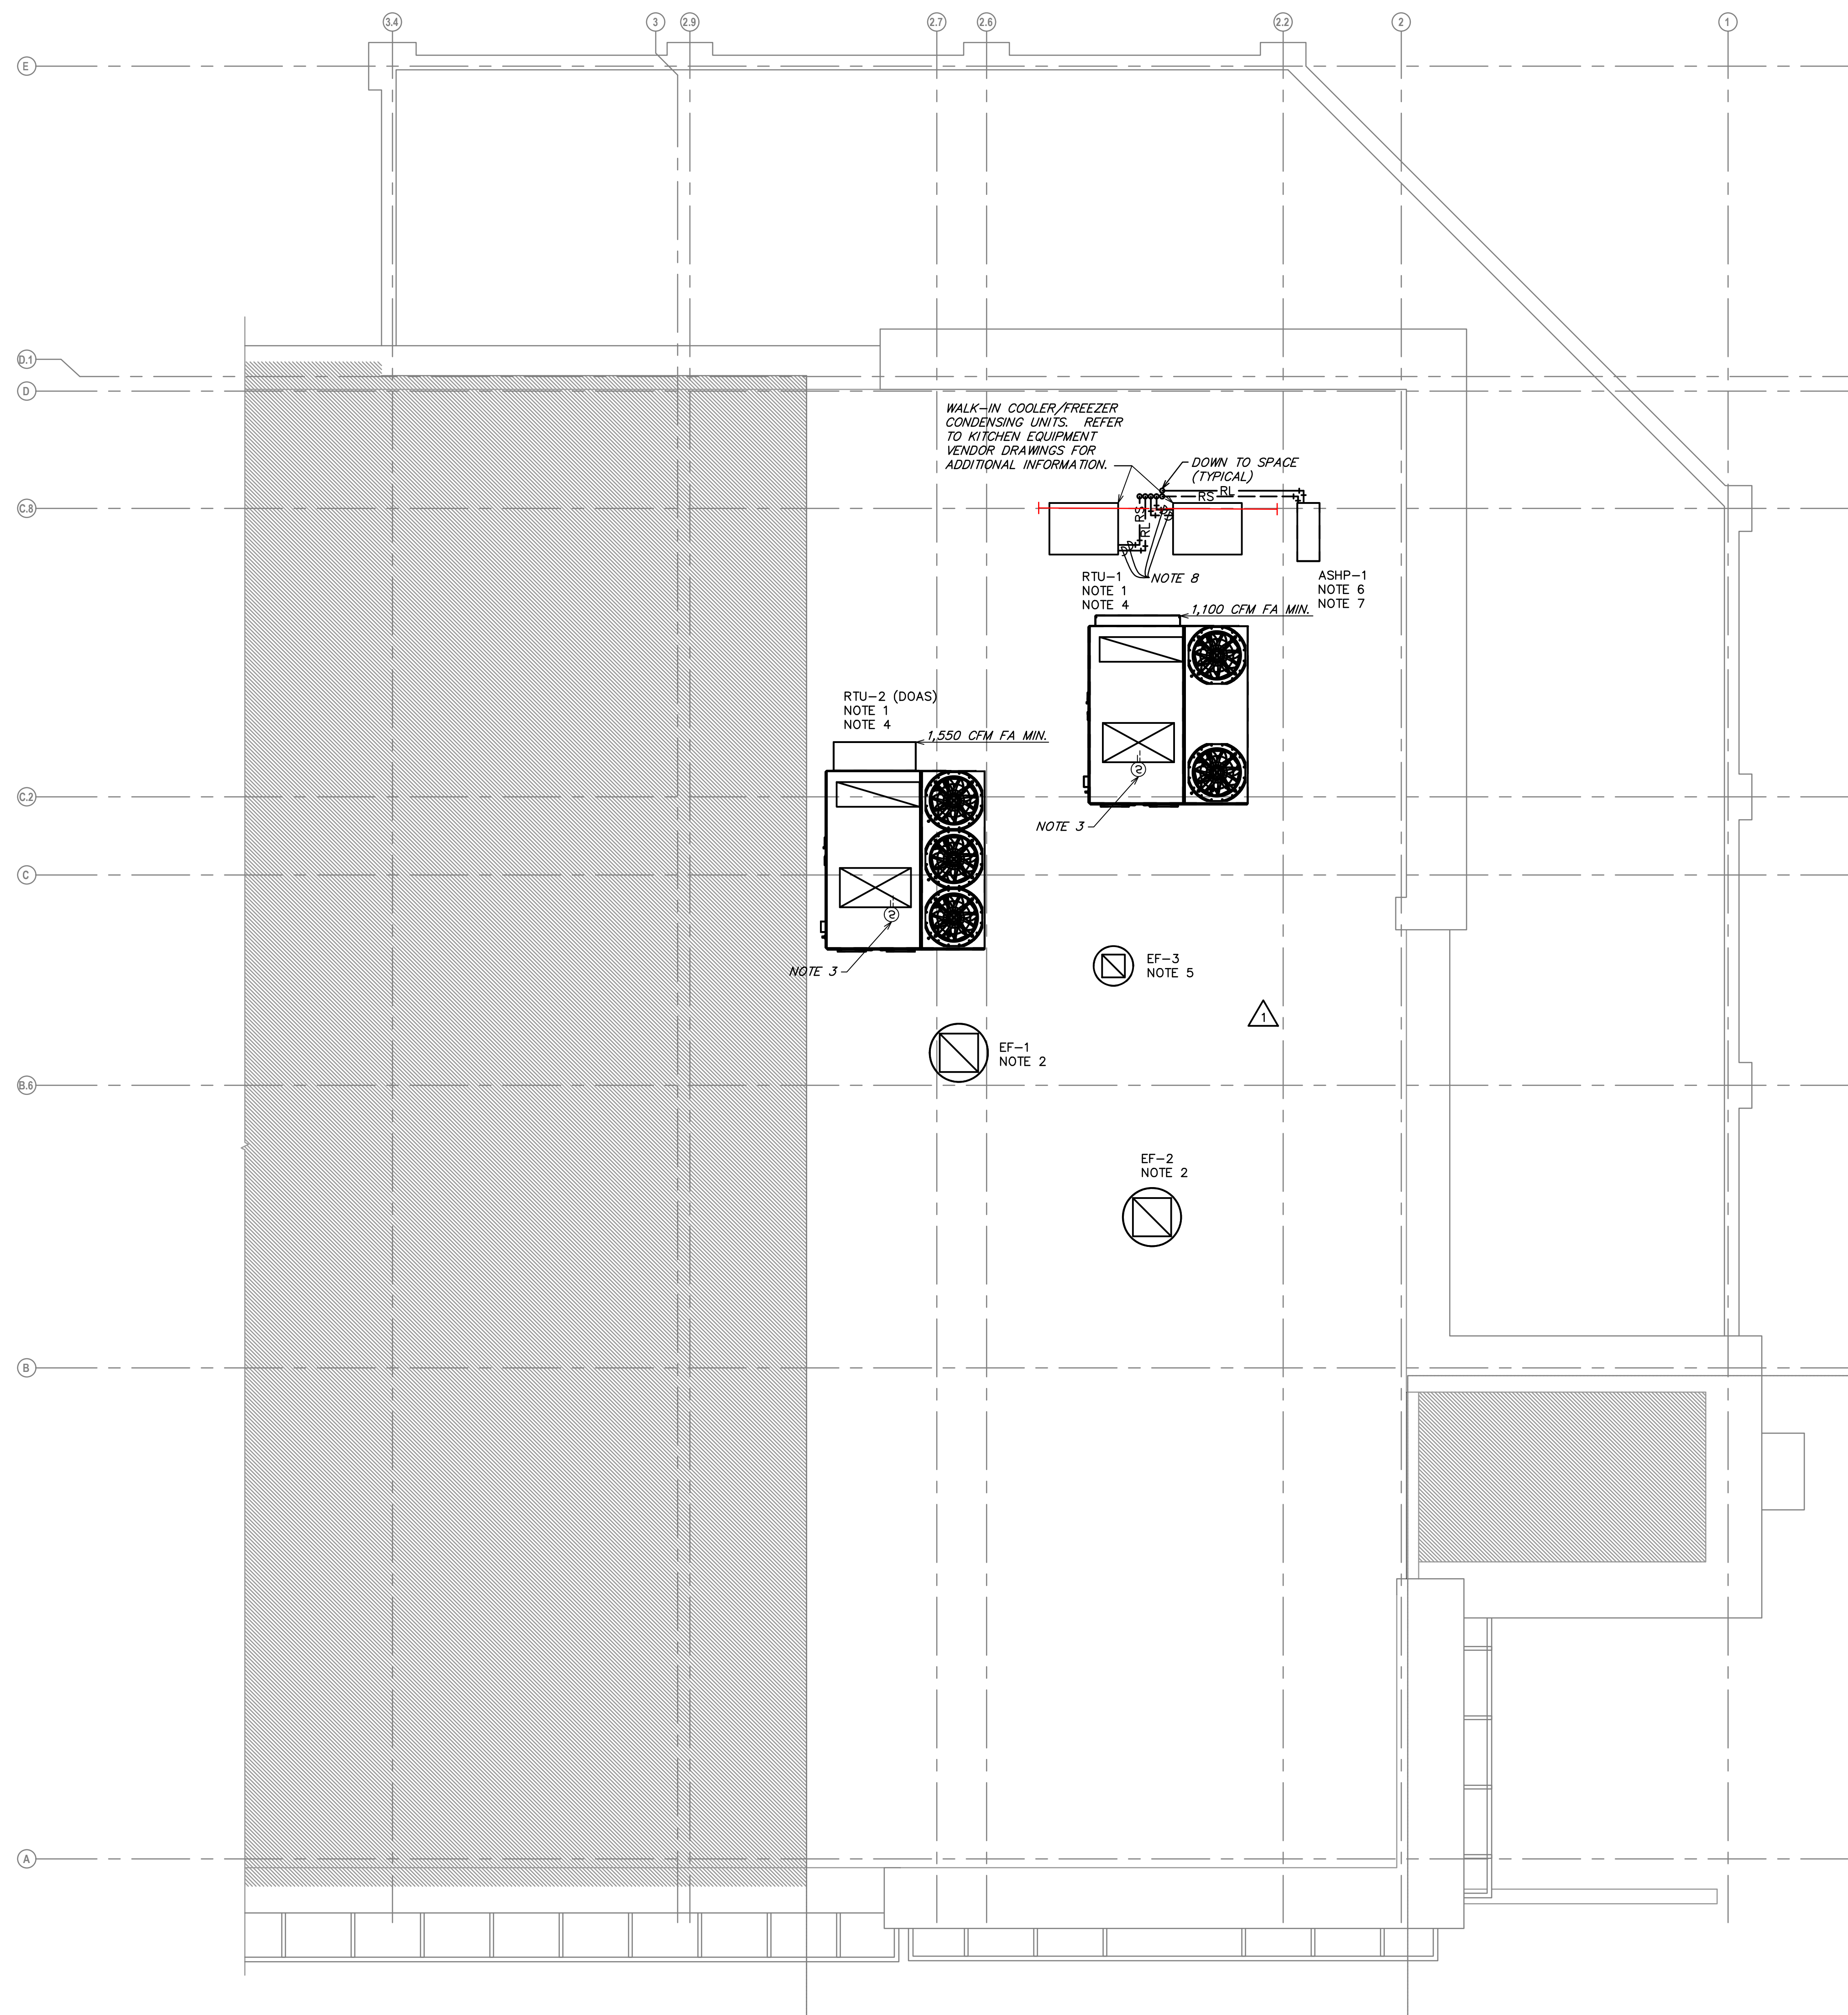 3.4
3
2.9
2.7
2.6
2.2
2
1
E
D.1
D
WALK-IN COOLER/FREEZER
CONDENSING UNITS. REFER
TO KITCHEN EQUIPMENT
VENDOR DRAWINGS FOR
ADDITIONAL INFORMATION.
DOWN TO SPACE
(TYPICAL)
RL
RS
C.8
RS
RL
NOTE 8
RTU-1
NOTE 1
NOTE 4
ASHP-1
NOTE 6
NOTE 7
1,100 CFM FA MIN.
RTU-2 (DOAS)
NOTE 1
NOTE 4
1,550 CFM FA MIN.
S
C.2
NOTE 3
C
S
NOTE 3
EF-3
NOTE 5
1
EF-1
NOTE 2
B.6
EF-2
NOTE 2
B
A